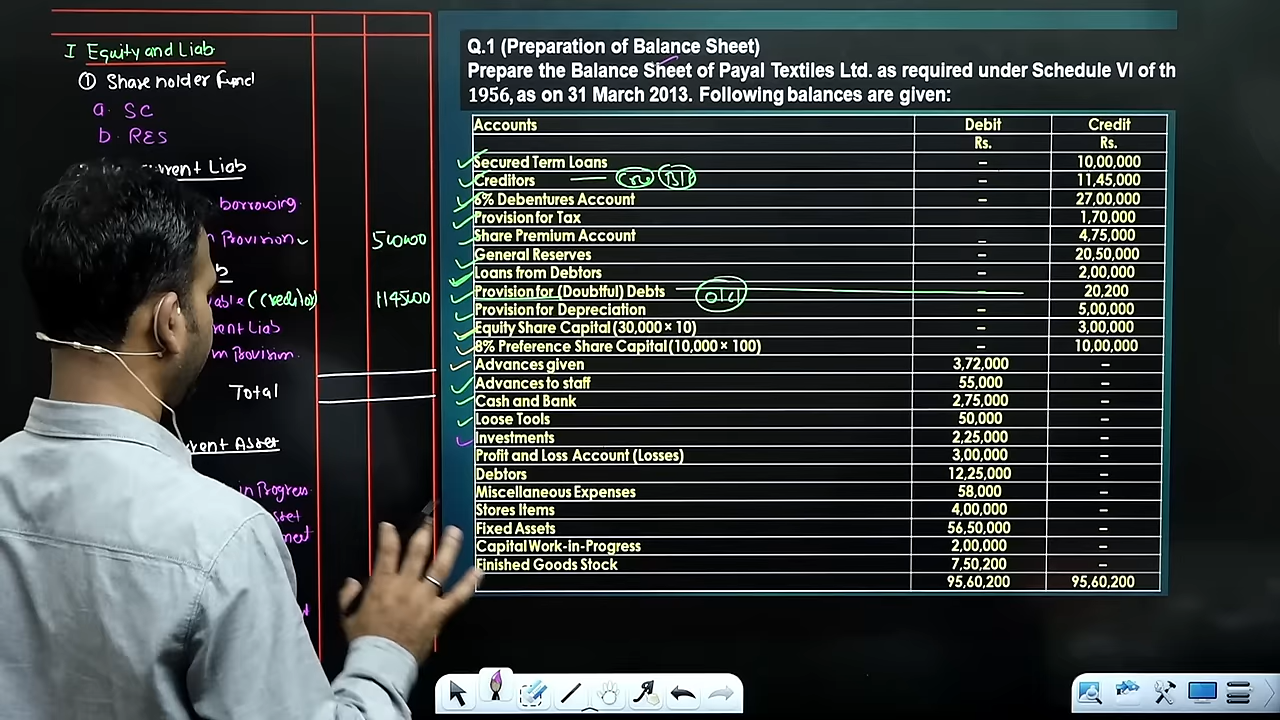 I Equity and Liab
① Share holder fund
a. SC
b. RES
rrent Liab
borrowing
Provision
500000
(Creditor)
1145000
Liab
Provision
Total
rrent Asset
in Progress
Q.1 (Preparation of Balance Sheet)
Prepare the Balance Sheet of Payal Textiles Ltd. as required under Schedule VI of th
1956, as on 31 March 2013. Following balances are given:
Accounts Debit Credit
Rs. Rs.
Secured Term Loans – 10,00,000
Creditors – 11,45,000
6% Debentures Account – 27,00,000
Provision for Tax 1,70,000
Share Premium Account – 4,75,000
General Reserves – 20,50,000
Loans from Debtors – 2,00,000
Provision for (Doubtful) Debts – 20,200
Provision for Depreciation – 5,00,000
Equity Share Capital (30,000 × 10) – 3,00,000
8% Preference Share Capital (10,000 × 100) – 10,00,000
Advances given 3,72,000 –
Advances to staff 55,000 –
Cash and Bank 2,75,000 –
Loose Tools 50,000 –
Investments 2,25,000 –
Profit and Loss Account (Losses) 3,00,000 –
Debtors 12,25,000 –
Miscellaneous Expenses 58,000 –
Stores Items 4,00,000 –
Fixed Assets 56,50,000 –
Capital Work-in-Progress 2,00,000 –
Finished Goods Stock 7,50,200 –
95,60,200 95,60,200